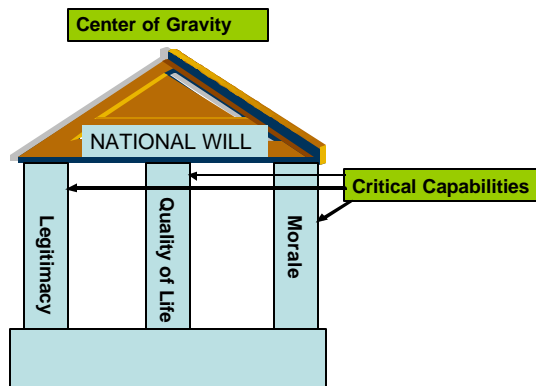 Center of Gravity
NATIONAL WILL
Critical Capabilities
Legitimacy
Quality of Life
Morale